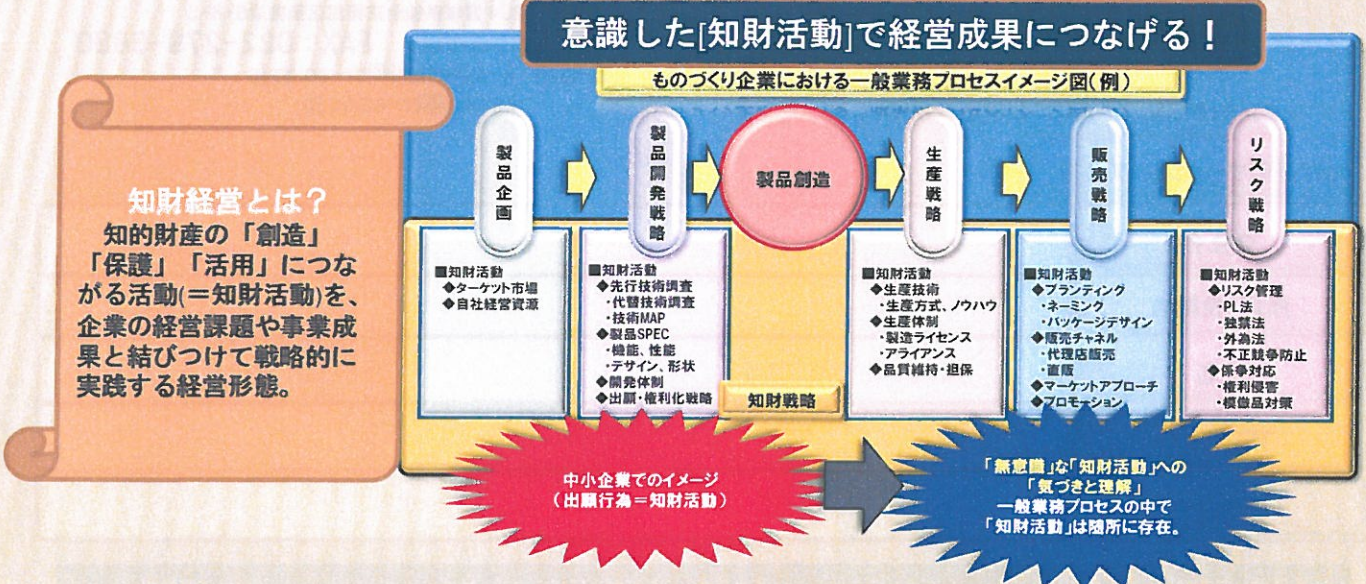 意識した[知財活動]で経営成果につなげる！
ものづくり企業における一般業務プロセスイメージ図(例)
知財経営とは？
知的財産の「創造」
「保護」「活用」につな
がる活動(＝知財活動)を、
企業の経営課題や事業成
果と結びつけて戦略的に
実践する経営形態。
製品企画
製品開発戦略
製品創造
生産戦略
販売戦略
リスク戦略
■知財活動
◆ターゲット市場
◆自社経営資源
■知財活動
◆先行技術調査
・代替技術調査
・技術MAP
◆製品SPEC
・機能、性能
・デザイン、形状
◆開発体制
◆出願・権利化戦略
知財戦略
■知財活動
◆生産技術
・生産方式、ノウハウ
◆生産体制
・製造ライセンス
・アライアンス
◆品質維持・担保
■知財活動
◆ブランディング
・ネーミング
・パッケージデザイン
◆販売チャネル
・代理店販売
・直販
◆マーケットアプローチ
◆プロモーション
■知財活動
◆リスク管理
・PL法
・独禁法
・外為法
・不正競争防止
◆係争対応
・権利侵害
・模倣品対策
中小企業でのイメージ
（出願行為＝知財活動）
「無意識」な「知財活動」への
「気づきと理解」
一般業務プロセスの中で
「知財活動」は随所に存在。